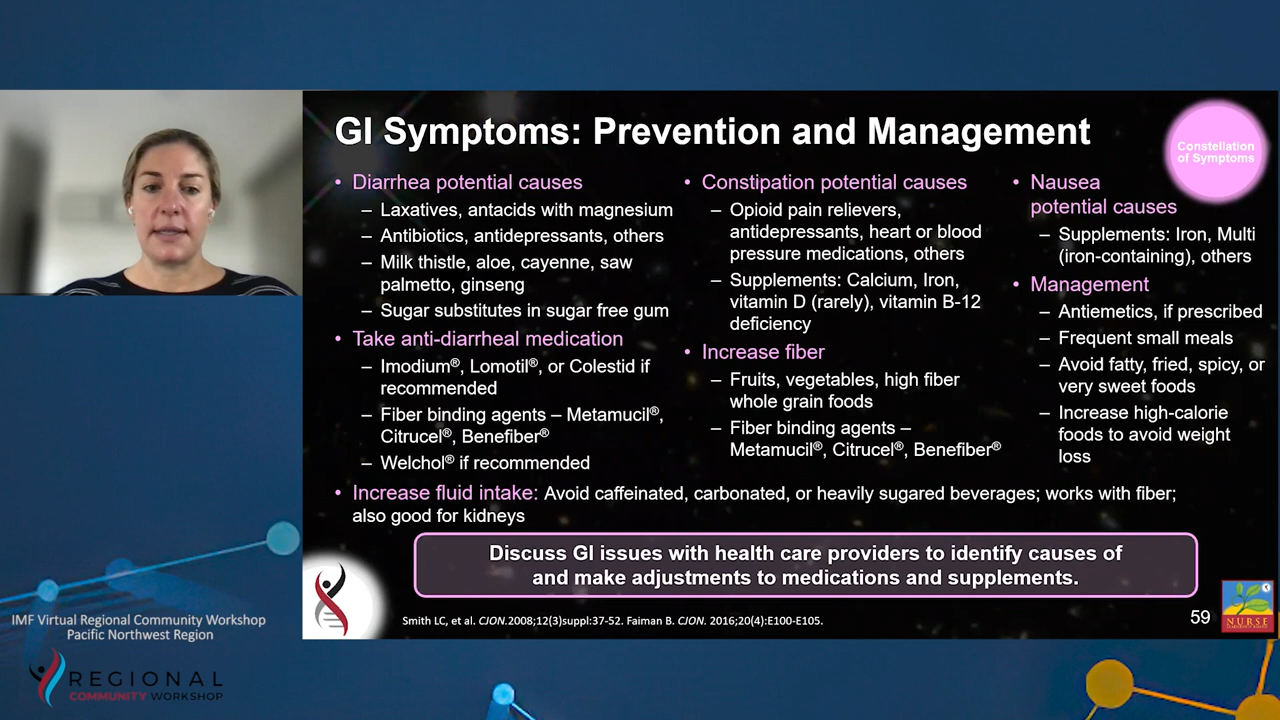 GI Symptoms: Prevention and Management
Constellation
of Symptoms
• Diarrhea potential causes
– Laxatives, antacids with magnesium
– Antibiotics, antidepressants, others
– Milk thistle, aloe, cayenne, saw
palmetto, ginseng
– Sugar substitutes in sugar free gum
• Take anti-diarrheal medication
– Imodium®, Lomotil®, or Colestid if
recommended
– Fiber binding agents – Metamucil®,
Citrucel®, Benefiber®
– Welchol® if recommended
• Constipation potential causes
– Opioid pain relievers,
antidepressants, heart or blood
pressure medications, others
– Supplements: Calcium, Iron,
vitamin D (rarely), vitamin B-12
deficiency
• Increase fiber
– Fruits, vegetables, high fiber
whole grain foods
– Fiber binding agents –
Metamucil®, Citrucel®, Benefiber®
• Nausea
potential causes
– Supplements: Iron, Multi
(iron-containing), others
• Management
– Antiemetics, if prescribed
– Frequent small meals
– Avoid fatty, fried, spicy, or
very sweet foods
– Increase high-calorie
foods to avoid weight
loss
• Increase fluid intake: Avoid caffeinated, carbonated, or heavily sugared beverages; works with fiber;
also good for kidneys
Discuss GI issues with health care providers to identify causes of
and make adjustments to medications and supplements.
Smith LC, et al. CJON.2008;12(3)suppl:37-52. Faiman B. CJON. 2016;20(4):E100-E105.
59
NURSE
IMF Virtual Regional Community Workshop
Pacific Northwest Region
REGIONAL
COMMUNITY WORKSHOP